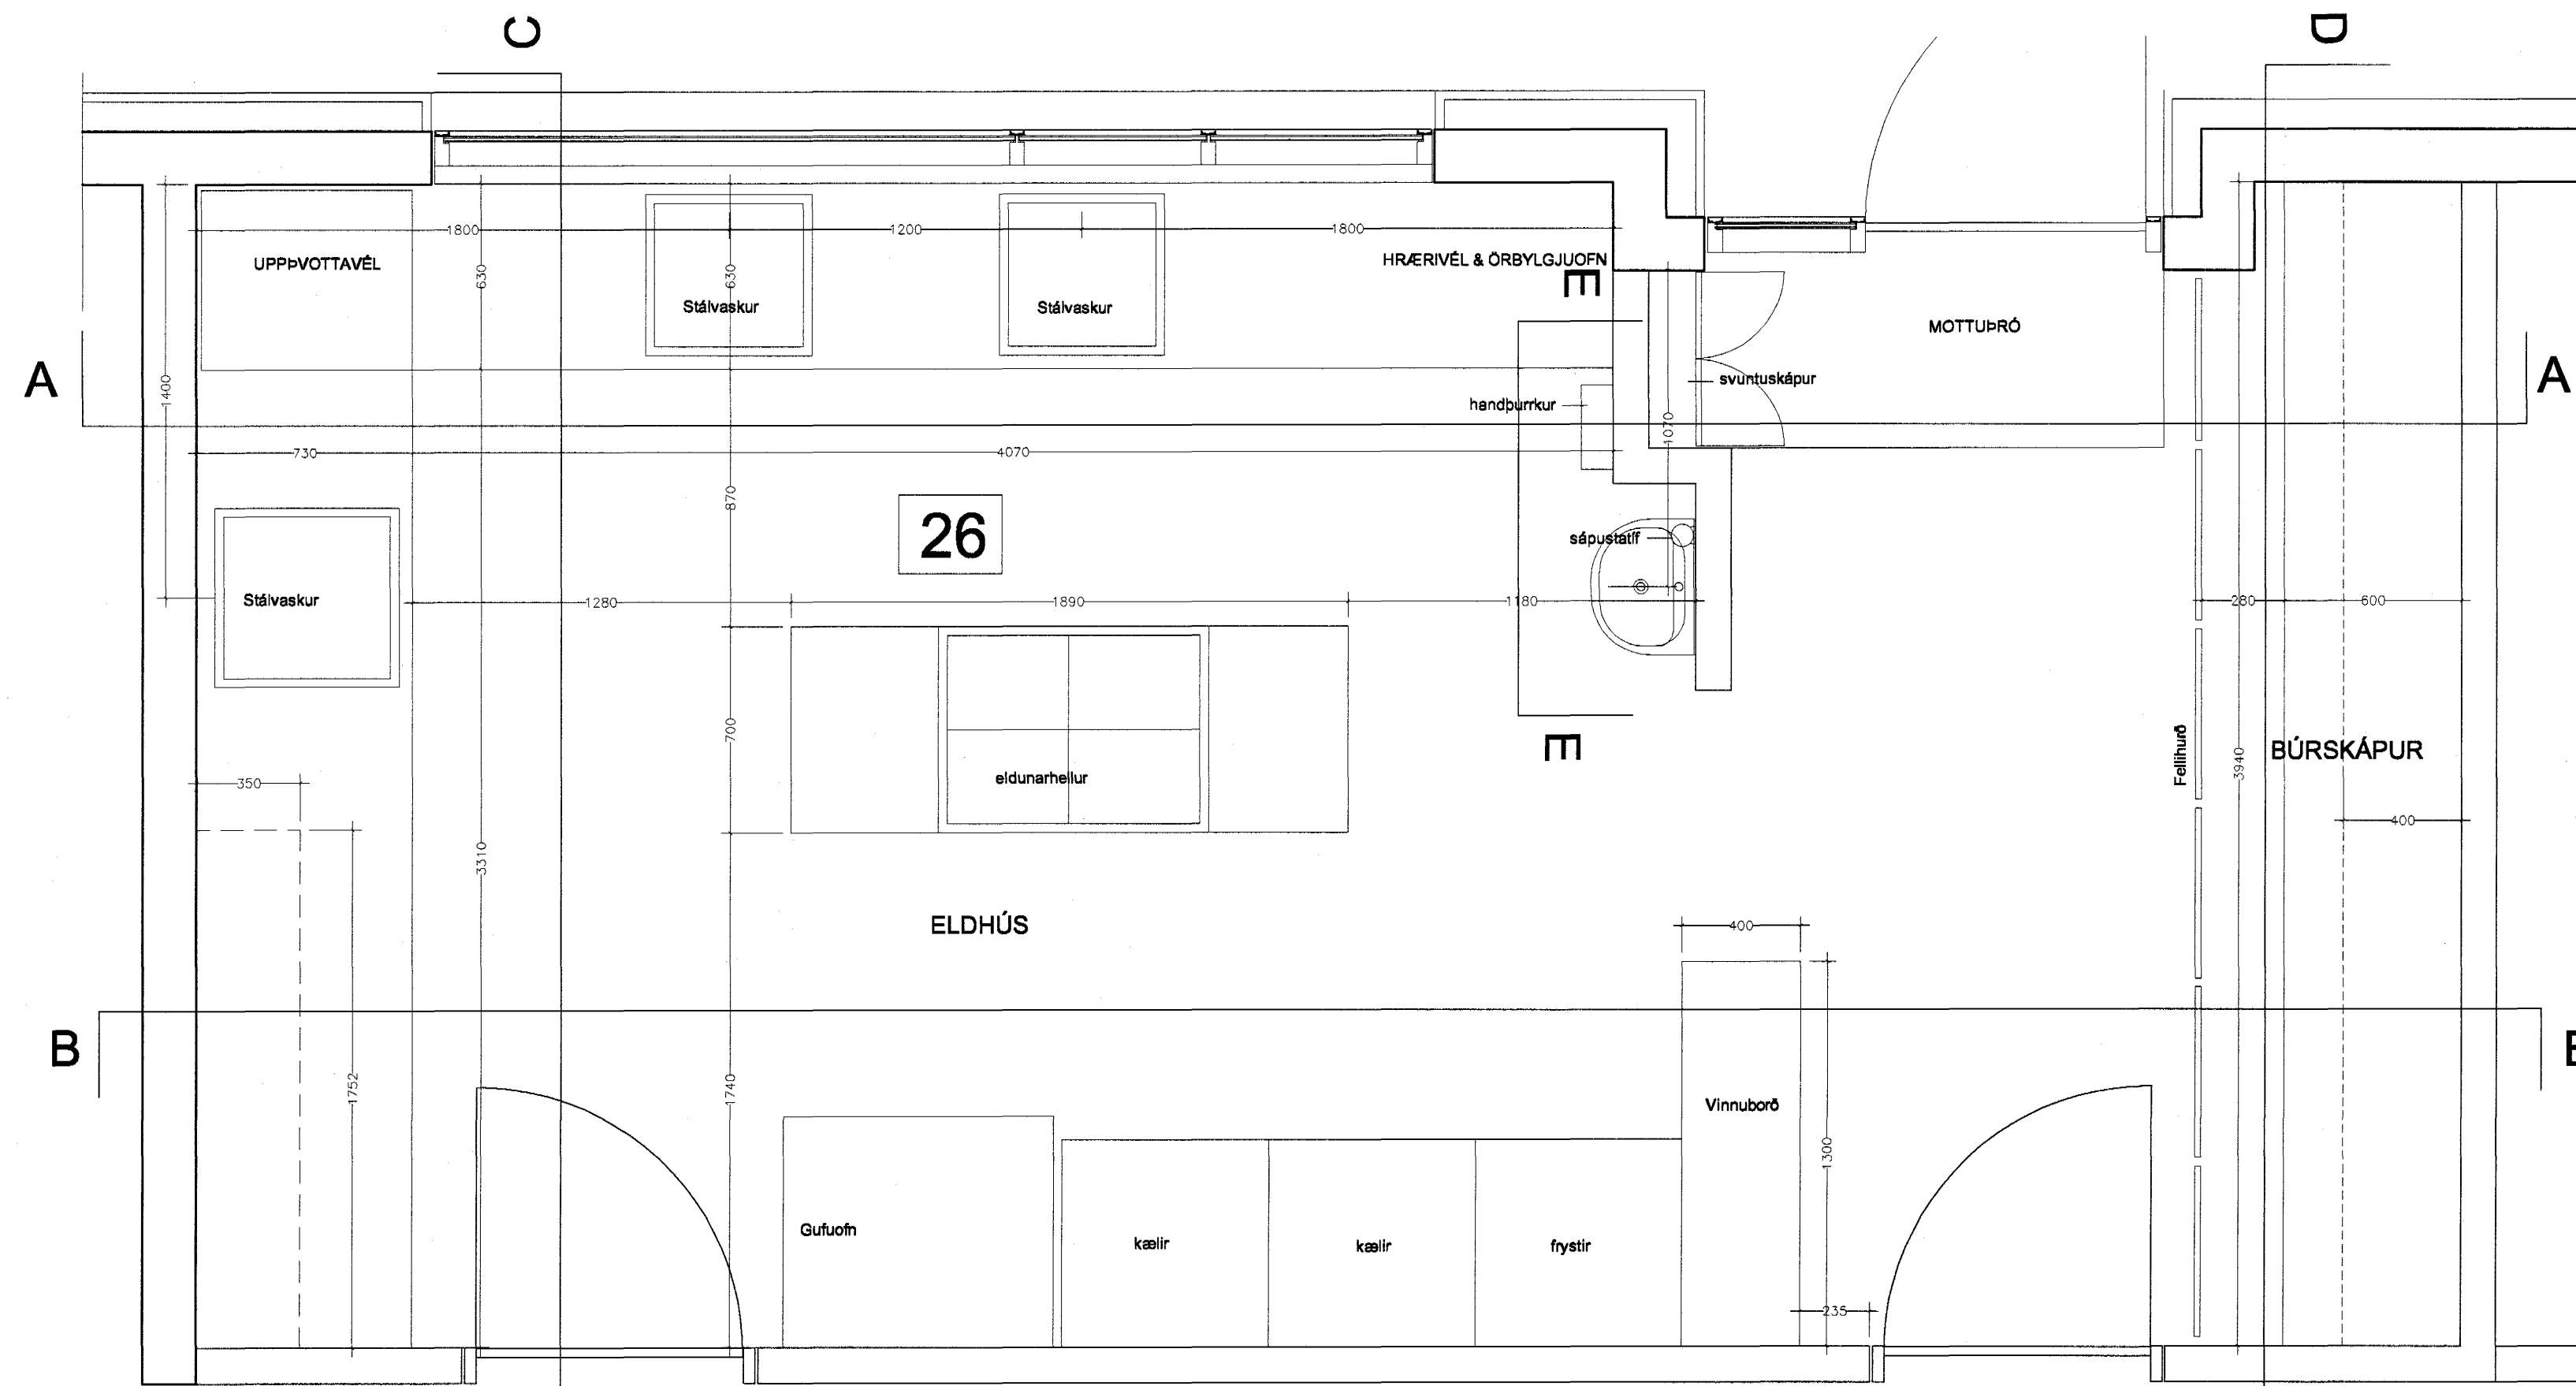 C
D
1800
1200
1800
UPPÞVOTTAVÉL
630
630
HRÆRIVÉL & ÖRBYLGJUOFN
E
Stálvaskur
Stálvaskur
MOTTUÞRÓ
A
1400
svuntuskápur
A
handþurrkur
1070
730
4070
870
26
sápustatíf
Stálvaskur
1280
1890
1180
280
600
700
E
Fellihurð
3940
BÚRSKÁPUR
350
eldunarhellur
400
3310
ELDHÚS
400
B
1752
1740
Vinnuborð
1300
Gufuofn
kælir
kælir
frystir
235